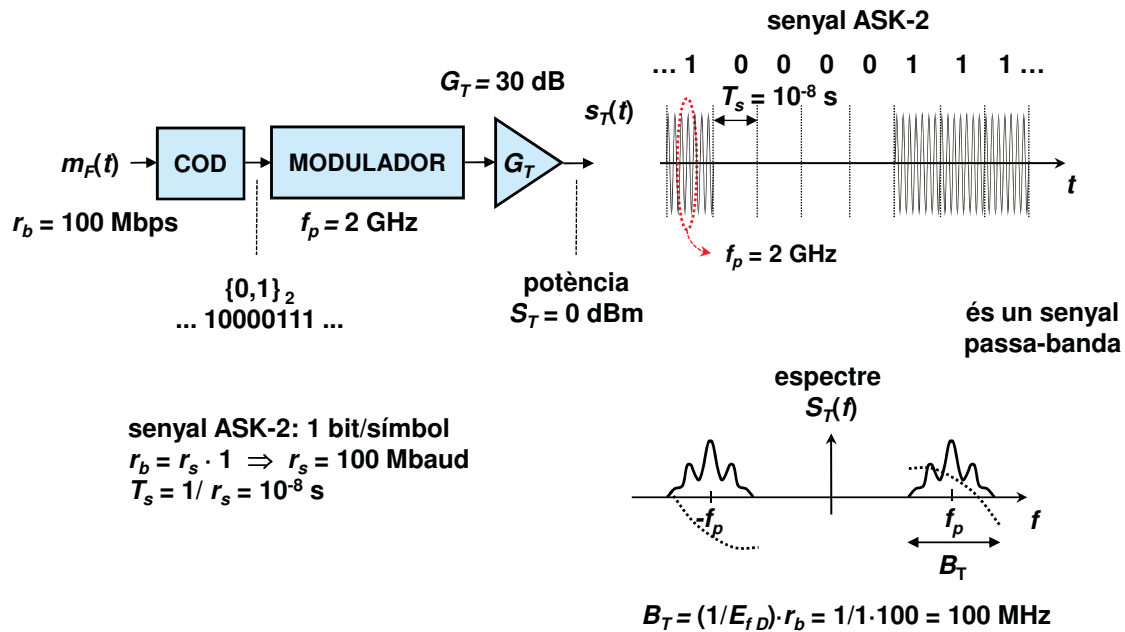 senyal ASK-2
... 1 0 0 0 0 1 1 1 ...
G_T = 30 dB
T_s = 10^-8 s
s_T(t)
m_F(t)
COD
MODULADOR
G_T
t
r_b = 100 Mbps
f_p = 2 GHz
f_p = 2 GHz
{0,1}_2
... 10000111 ...
potència
S_T = 0 dBm
és un senyal
passa-banda
espectre
S_T(f)
senyal ASK-2: 1 bit/símbol
r_b = r_s · 1 ⇒ r_s = 100 Mbaud
T_s = 1/ r_s = 10^-8 s
-f_p
f_p
f
B_T
B_T = (1/E_f D)·r_b = 1/1·100 = 100 MHz